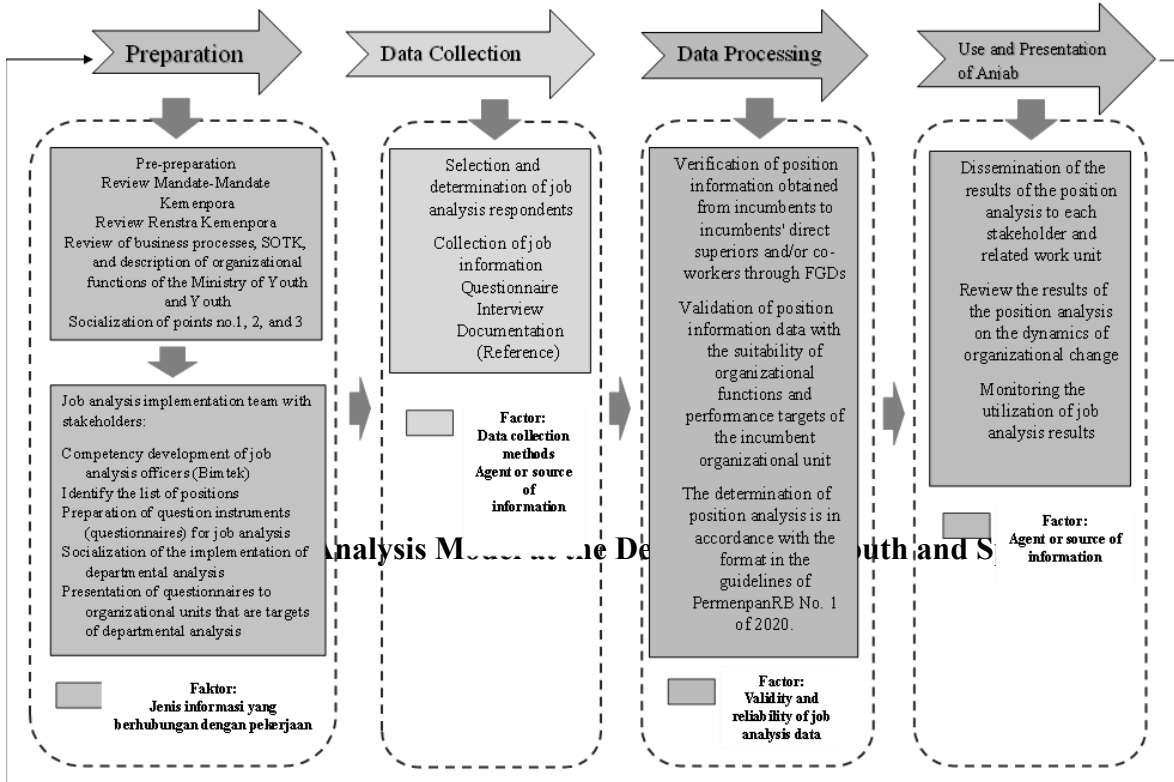 Preparation
Data Collection
Data Processing
Use and Presentation
of Anjab
Pre-preparation
Review Mandate-Mandate
Kemenpora
Review Renstra Kemenpora
Review of business processes, SOTK,
and description of organizational
functions of the Ministry of Youth
and Youth
Socialization of points no.1, 2, and 3
Job analysis implementation team with
stakeholders:
Competency development of job
analysis officers (Bimtek)
Identify the list of positions
Preparation of question instruments
(questionnaires) for job analysis
Socialization of the implementation of
departmental analysis
Presentation of questionnaires to
organizational units that are targets
of departmental analysis
Faktor:
Jenis informasi yang
berhubungan dengan pekerjaan
Selection and
determination of job
analysis respondents
Collection of job
information
Questionnaire
Interview
Documentation
(Reference)
Factor:
Data collection
methods
Agent or source
of
information
Verification of position
information obtained
from incumbents to
incumbents' direct
superiors and/or co-
workers through FGDs
Validation of position
information data with
the suitability of
organizational
functions and
performance targets of
the incumbent
organizational unit
The determination of
position analysis is in
accordance with the
format in the
guidelines of
PermenpanRB No. 1
of 2020.
Factor:
Validity and
reliability of job
analysis data
Dissemination of the
results of the position
analysis to each
stakeholder and
related work unit
Review the results of
the position analysis
on the dynamics of
organizational change
Monitoring the
utilization of job
analysis results
Factor:
Agent or source of
information
Analysis Model at the De outh and S